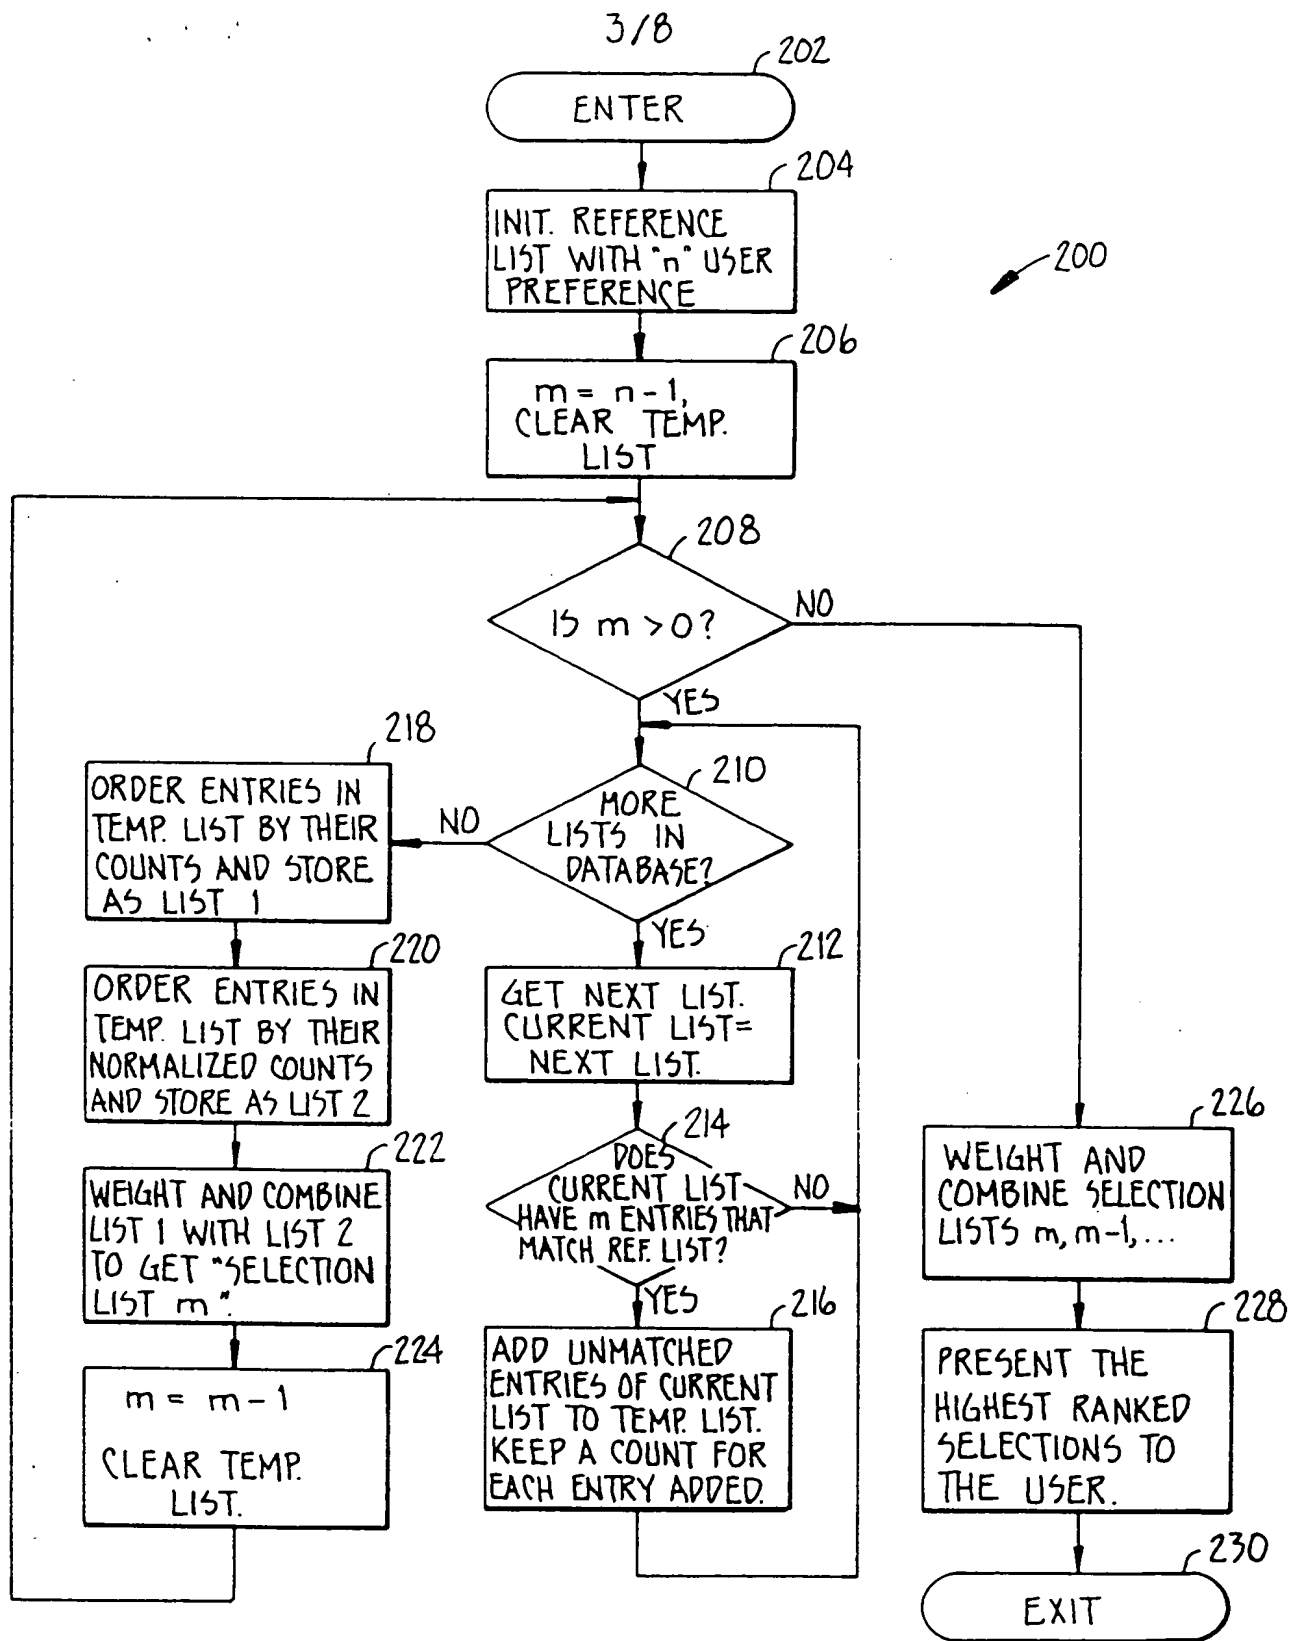 3/8
202
ENTER
204
INIT. REFERENCE
LIST WITH "n" USER
PREFERENCE
200
206
m = n - 1,
CLEAR TEMP.
LIST
208
IS m > 0?
NO
YES
218
ORDER ENTRIES IN
TEMP. LIST BY THEIR
COUNTS AND STORE
AS LIST 1
210
MORE
LISTS IN
DATABASE?
NO
YES
220
ORDER ENTRIES IN
TEMP. LIST BY THEIR
NORMALIZED COUNTS
AND STORE AS LIST 2
212
GET NEXT LIST.
CURRENT LIST=
NEXT LIST.
222
WEIGHT AND COMBINE
LIST 1 WITH LIST 2
TO GET "SELECTION
LIST m".
214
DOES
CURRENT LIST
HAVE m ENTRIES THAT
MATCH REF. LIST?
NO
YES
226
WEIGHT AND
COMBINE SELECTION
LISTS m, m-1, ...
224
m = m - 1
CLEAR TEMP.
LIST.
216
ADD UNMATCHED
ENTRIES OF CURRENT
LIST TO TEMP. LIST.
KEEP A COUNT FOR
EACH ENTRY ADDED.
228
PRESENT THE
HIGHEST RANKED
SELECTIONS TO
THE USER.
230
EXIT